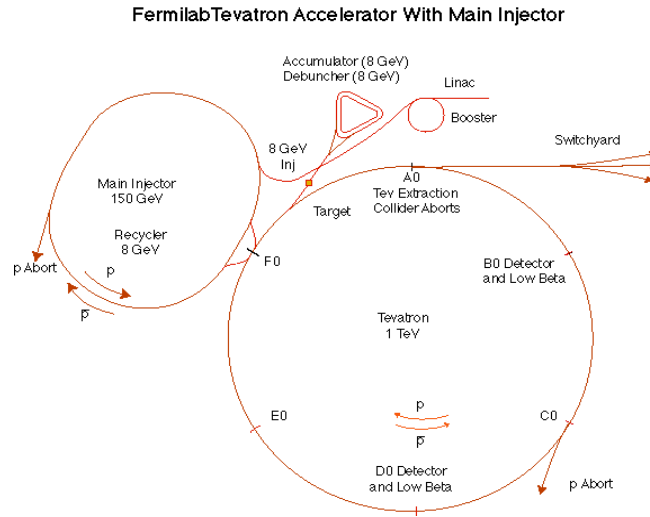 FermilabTevatron Accelerator With Main Injector
Accumulator (8 GeV)
Debuncher (8 GeV)
Linac
Booster
Switchyard
8 GeV
Inj
Main Injector
150 GeV
Recycler
8 GeV
p Abort
p
p̅
Target
A0
Tev Extraction
Collider Aborts
F0
B0 Detector
and Low Beta
Tevatron
1 TeV
E0
p
p̅
C0
D0 Detector
and Low Beta
p Abort